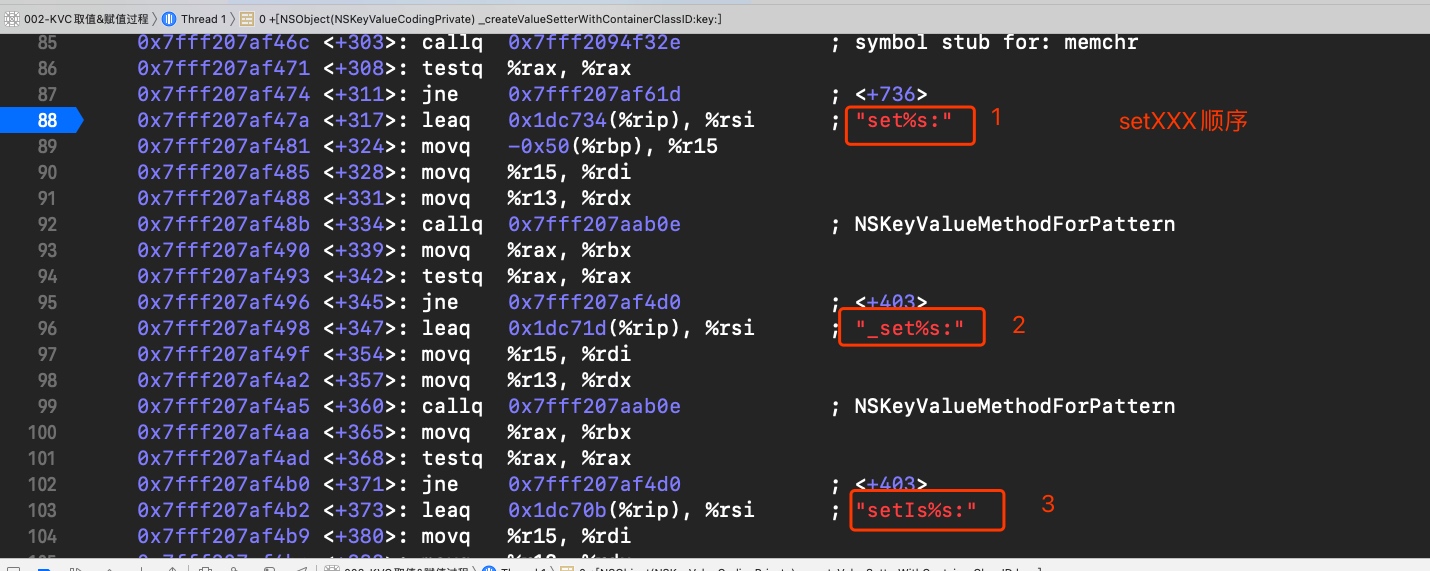 002-KVC取值&赋值过程 〉 Thread 1 〉 0 +[NSObject(NSKeyValueCodingPrivate) _createValueSetterWithContainerClassID:key:]
85 0x7fff207af46c <+303>: callq 0x7fff2094f32e ; symbol stub for: memchr
86 0x7fff207af471 <+308>: testq %rax, %rax
87 0x7fff207af474 <+311>: jne 0x7fff207af61d ; <+736>
88 0x7fff207af47a <+317>: leaq 0x1dc734(%rip), %rsi ; "set%s:" 1 setXXX顺序
89 0x7fff207af481 <+324>: movq -0x50(%rbp), %r15
90 0x7fff207af485 <+328>: movq %r15, %rdi
91 0x7fff207af488 <+331>: movq %r13, %rdx
92 0x7fff207af48b <+334>: callq 0x7fff207aab0e ; NSKeyValueMethodForPattern
93 0x7fff207af490 <+339>: movq %rax, %rbx
94 0x7fff207af493 <+342>: testq %rax, %rax
95 0x7fff207af496 <+345>: jne 0x7fff207af4d0 ; <+403>
96 0x7fff207af498 <+347>: leaq 0x1dc71d(%rip), %rsi ; "_set%s:" 2
97 0x7fff207af49f <+354>: movq %r15, %rdi
98 0x7fff207af4a2 <+357>: movq %r13, %rdx
99 0x7fff207af4a5 <+360>: callq 0x7fff207aab0e ; NSKeyValueMethodForPattern
100 0x7fff207af4aa <+365>: movq %rax, %rbx
101 0x7fff207af4ad <+368>: testq %rax, %rax
102 0x7fff207af4b0 <+371>: jne 0x7fff207af4d0 ; <+403>
103 0x7fff207af4b2 <+373>: leaq 0x1dc70b(%rip), %rsi ; "setIs%s:" 3
104 0x7fff207af4b9 <+380>: movq %r15, %rdi